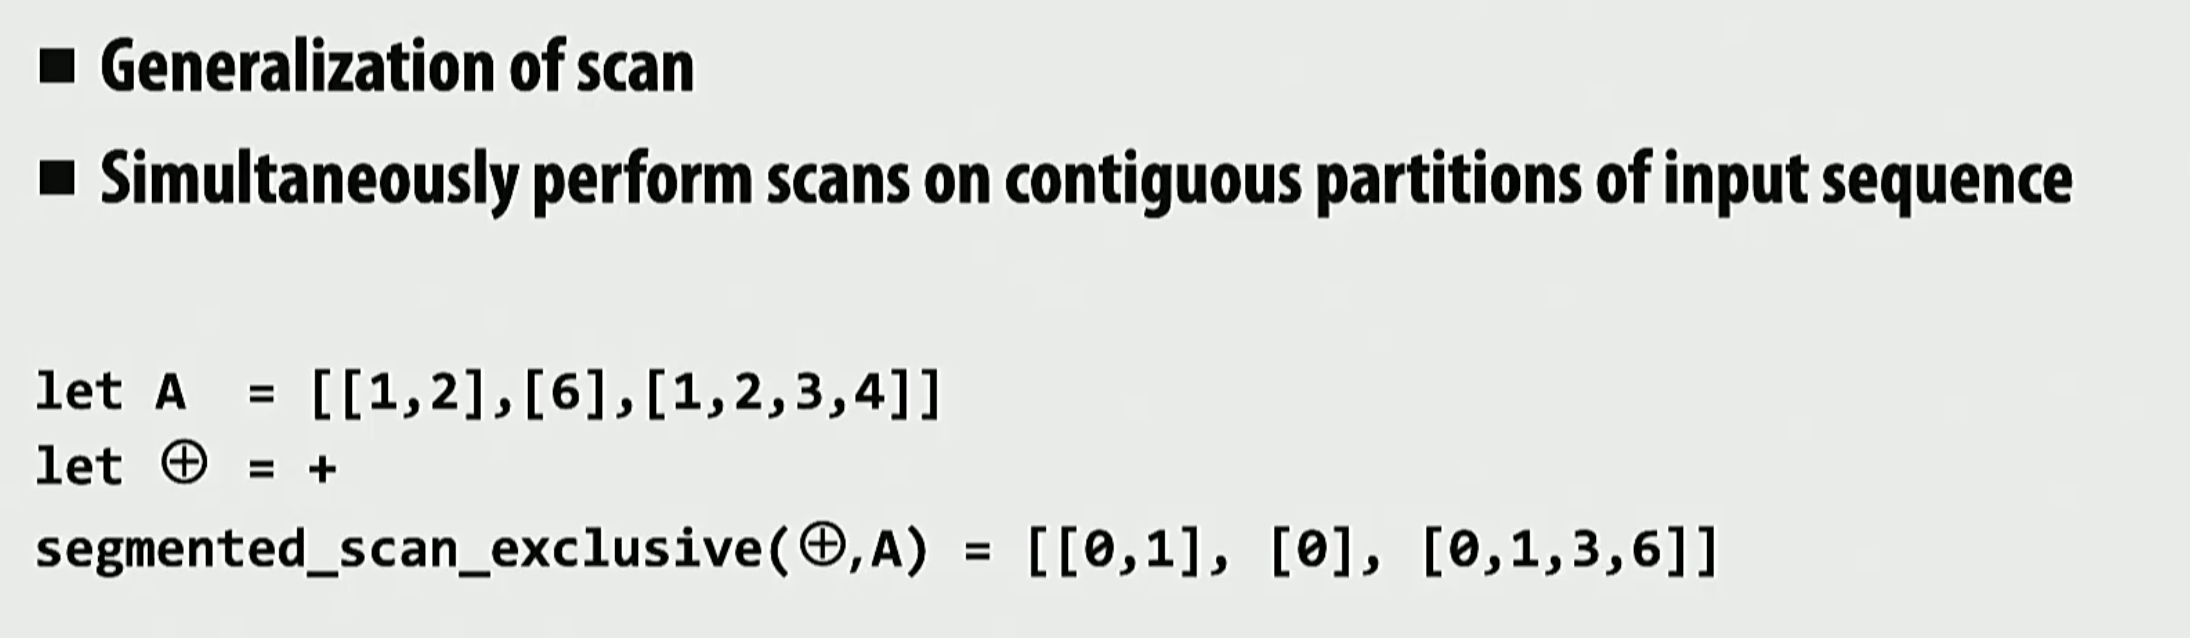 ■ Generalization of scan
■ Simultaneously perform scans on contiguous partitions of input sequence
let A = [[1,2],[6],[1,2,3,4]]
let ⊕ = +
segmented_scan_exclusive(⊕,A) = [[0,1], [0], [0,1,3,6]]